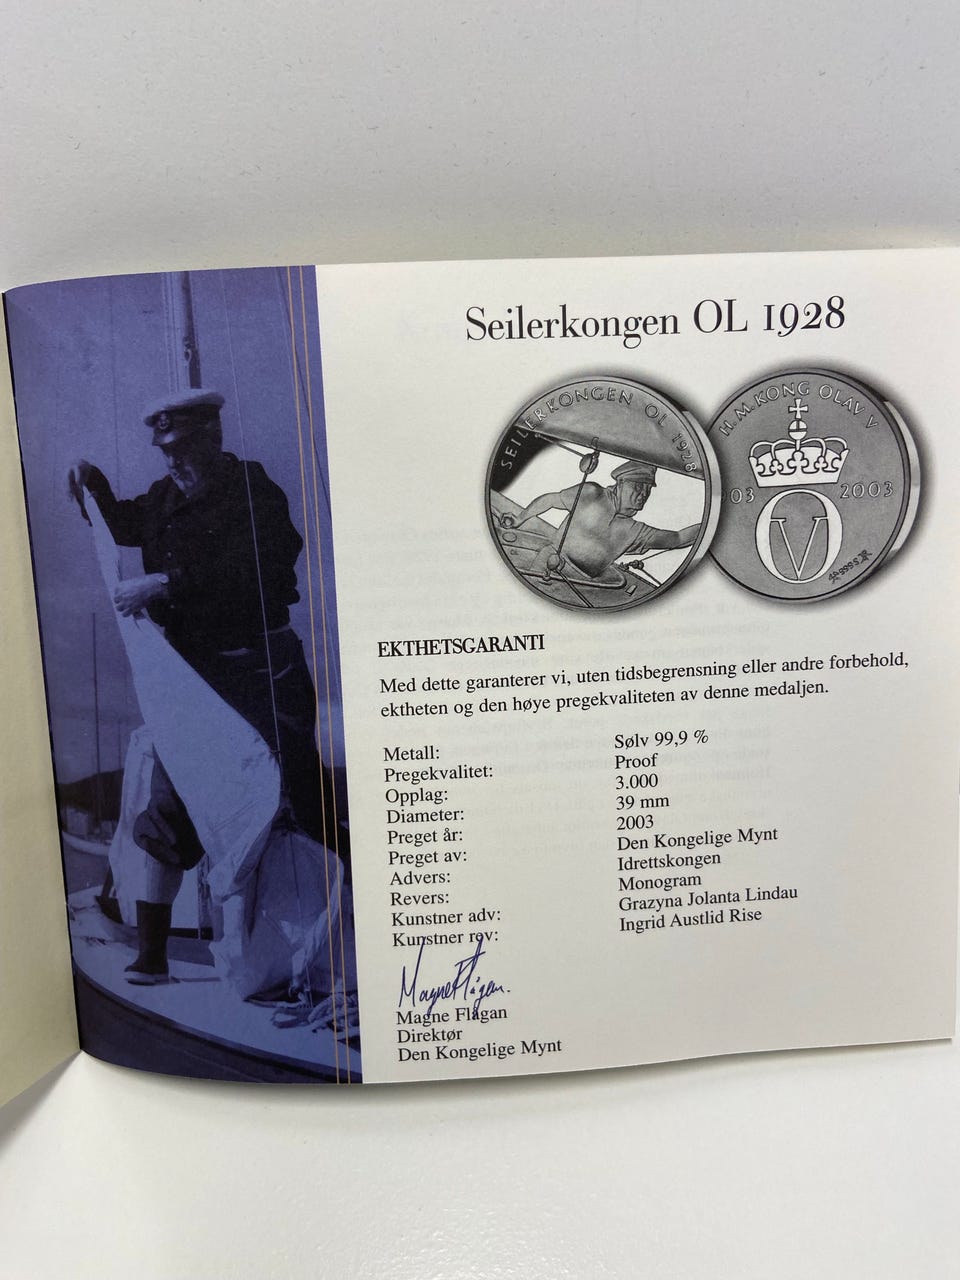 Seilerkongen OL 1928
SEILERKONGEN OL 1928
H.M. KONG OLAV V
03 2003
V
EKTHETSGARANTI
Med dette garanterer vi, uten tidsbegrensning eller andre forbehold,
ektheten og den høye pregekvaliteten av denne medaljen.
Metall: Sølv 99,9 %
Pregekvalitet: Proof
Opplag: 3.000
Diameter: 39 mm
Preget år: 2003
Preget av: Den Kongelige Mynt
Advers: Idrettskongen
Revers: Monogram
Kunstner adv: Grazyna Jolanta Lindau
Kunstner rev: Ingrid Austlid Rise
Magne Flågan
Magne Flågan
Direktør
Den Kongelige Mynt